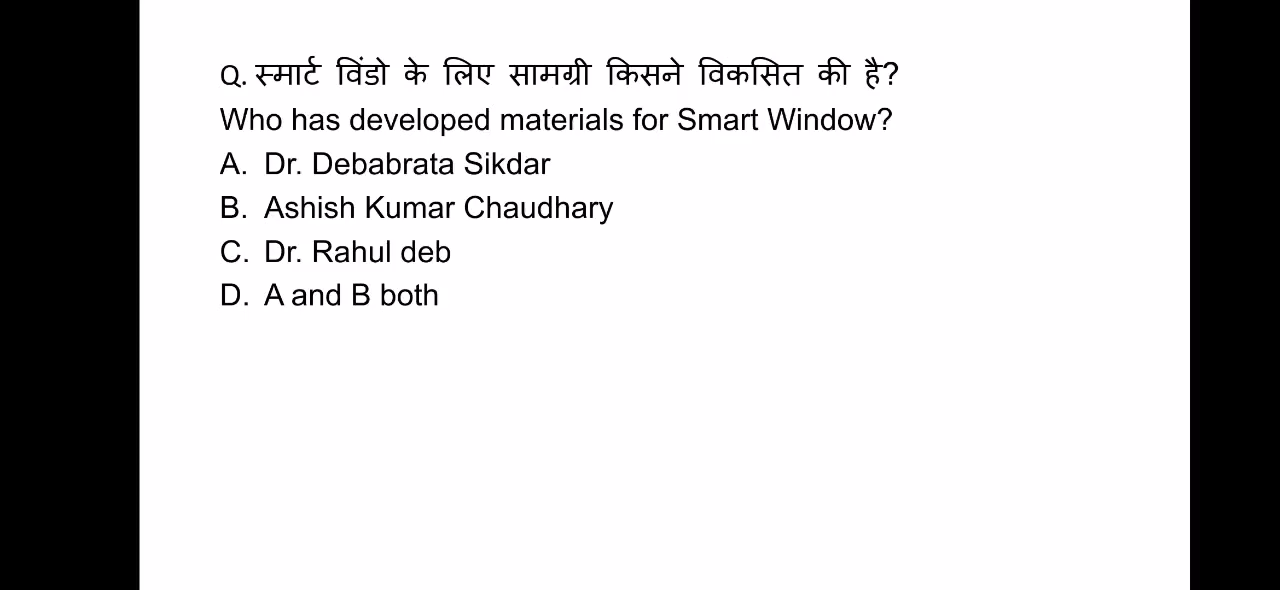 Q. स्मार्ट विंडो के लिए सामग्री किसने विकसित की है?
Who has developed materials for Smart Window?
A. Dr. Debabrata Sikdar
B. Ashish Kumar Chaudhary
C. Dr. Rahul deb
D. A and B both